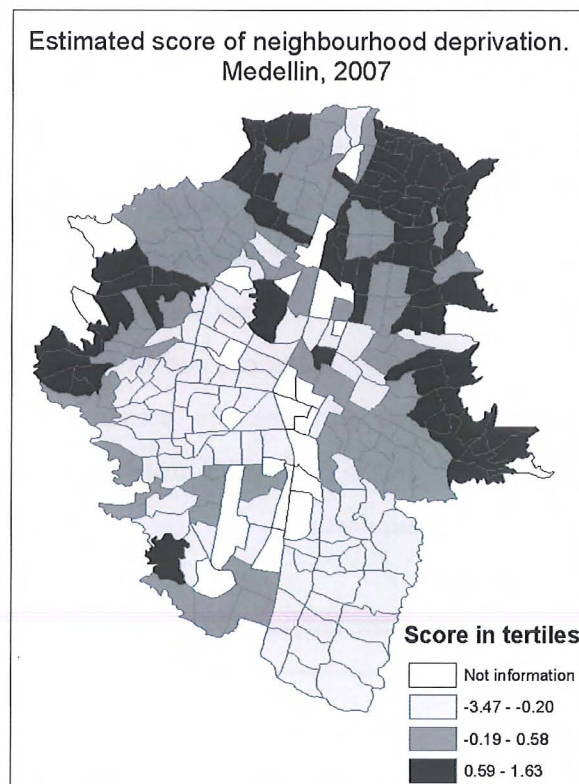 Estimated score of neighbourhood deprivation.
Medellin, 2007
Score in tertiles
Not information
-3.47 - -0.20
-0.19 - 0.58
0.59 - 1.63